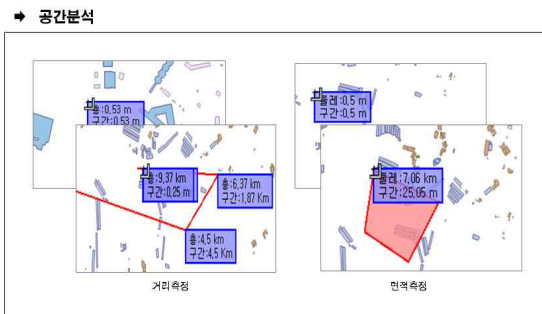 ➡ 공간분석
총:0,53 m
구간:0,53 m
총:9,37 km
구간:0,25 m
총:6,37 km
구간:1,87 Km
총:4,5 km
구간:4,5 Km
거리측정
둘레:0,5 m
구간:0,5 m
둘레:7,06 km
구간:25,05 m
면적측정